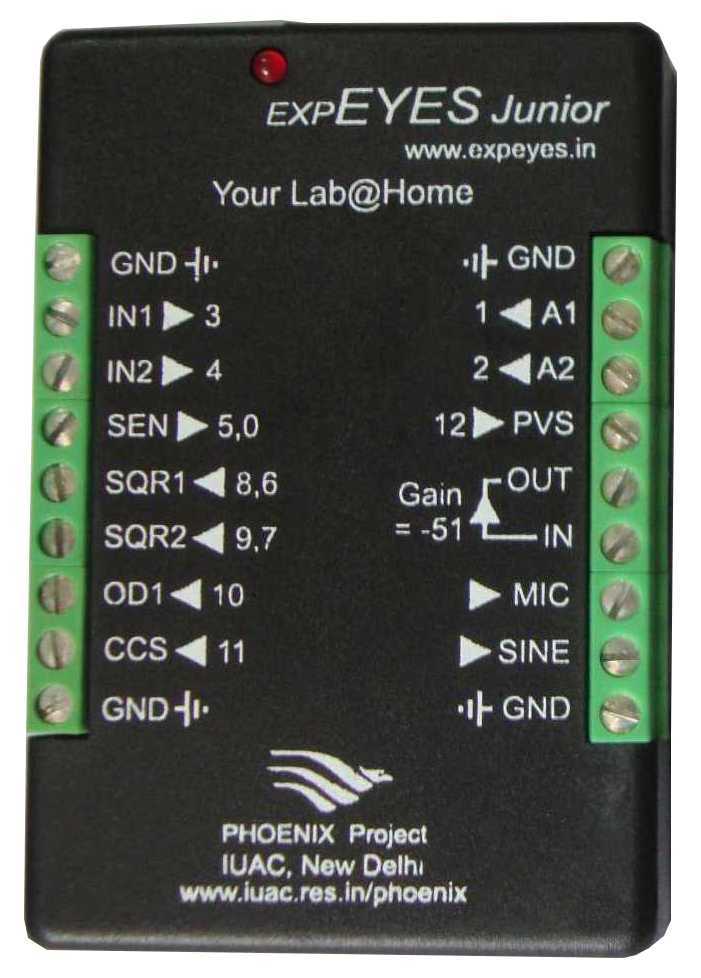 EXPEYES Junior
www.expeyes.in
Your Lab@Home
GND GND
IN1 3 1 A1
IN2 4 2 A2
SEN 5,0 12 PVS
SQR1 8,6 Gain OUT
SQR2 9,7 = -51 IN
OD1 10 MIC
CCS 11 SINE
GND GND
PHOENIX Project
IUAC, New Delhi
www.iuac.res.in/phoenix